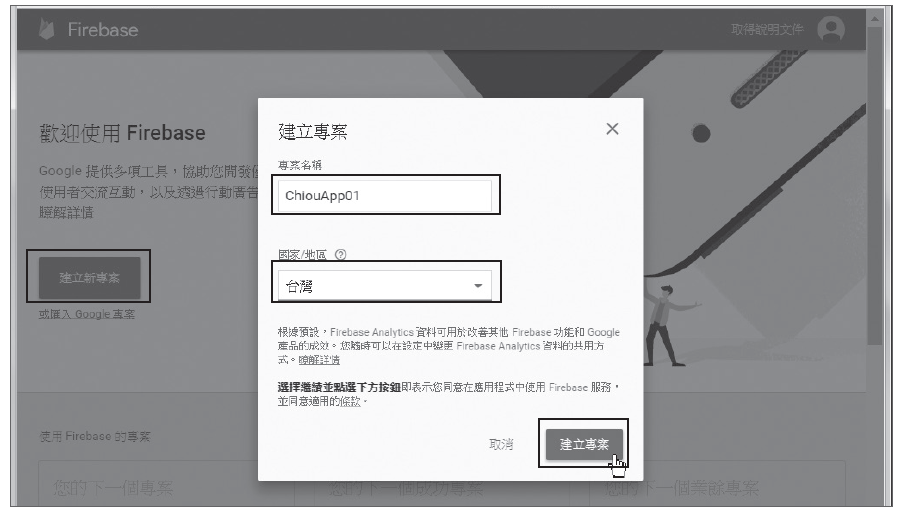 Firebase
取得說明文件
歡迎使用 Firebase
Google 提供多項工具,協助您開發
使用者交流互動,以及透過行動廣告
瞭解詳情
建立新專案
或匯入 Google 專案
建立專案
專案名稱
ChiouApp01
國家/地區
台灣
根據預設,Firebase Analytics 資料可用於改善其他 Firebase 功能和 Google
產品的成效。您隨時可以在設定中變更 Firebase Analytics 資料的共用方
式。瞭解詳情
選擇繼續並點選下方按鈕即表示您同意在應用程式中使用 Firebase 服務,
並同意適用的條款。
取消
建立專案
使用 Firebase 的專案
您的下一個專案
您的下一個成功專案
您的下一個業餘專案